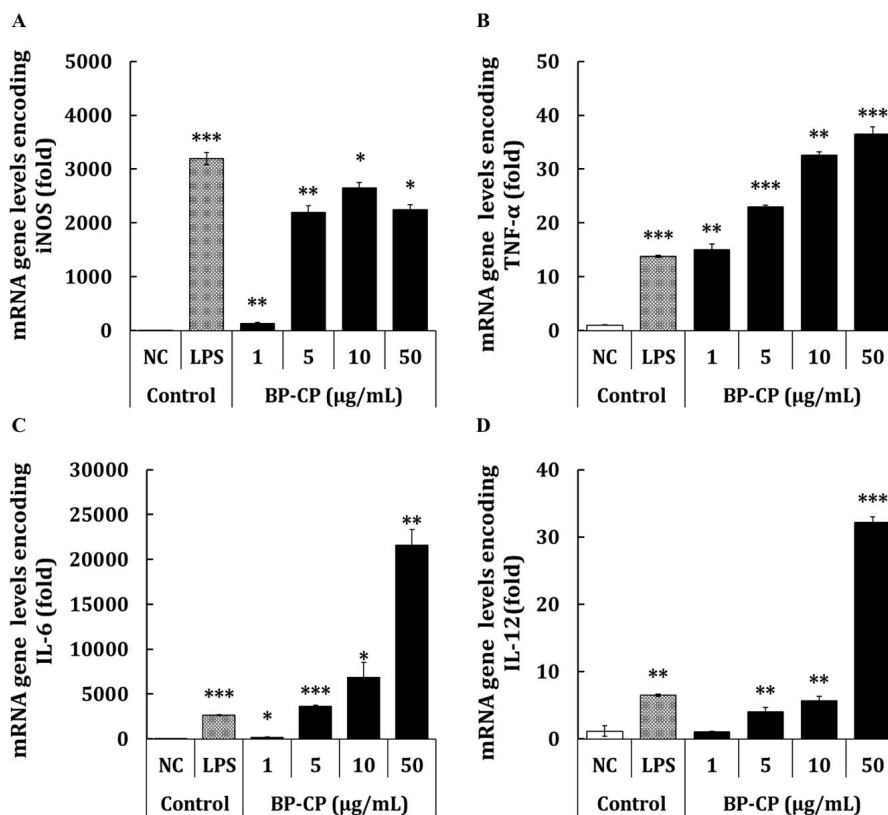 A
mRNA gene levels encoding
iNOS (fold)
5000
4000
3000
2000
1000
0
***
**
**
*
*
NC LPS 1 5 10 50
Control BP-CP (µg/mL)
B
mRNA gene levels encoding
TNF-α (fold)
50
40
30
20
10
0
***
**
***
**
***
NC LPS 1 5 10 50
Control BP-CP (µg/mL)
C
mRNA gene levels encoding
IL-6 (fold)
30000
25000
20000
15000
10000
5000
0
***
*
***
*
**
NC LPS 1 5 10 50
Control BP-CP (µg/mL)
D
mRNA gene levels encoding
IL-12(fold)
40
30
20
10
0
**
**
**
***
NC LPS 1 5 10 50
Control BP-CP (µg/mL)